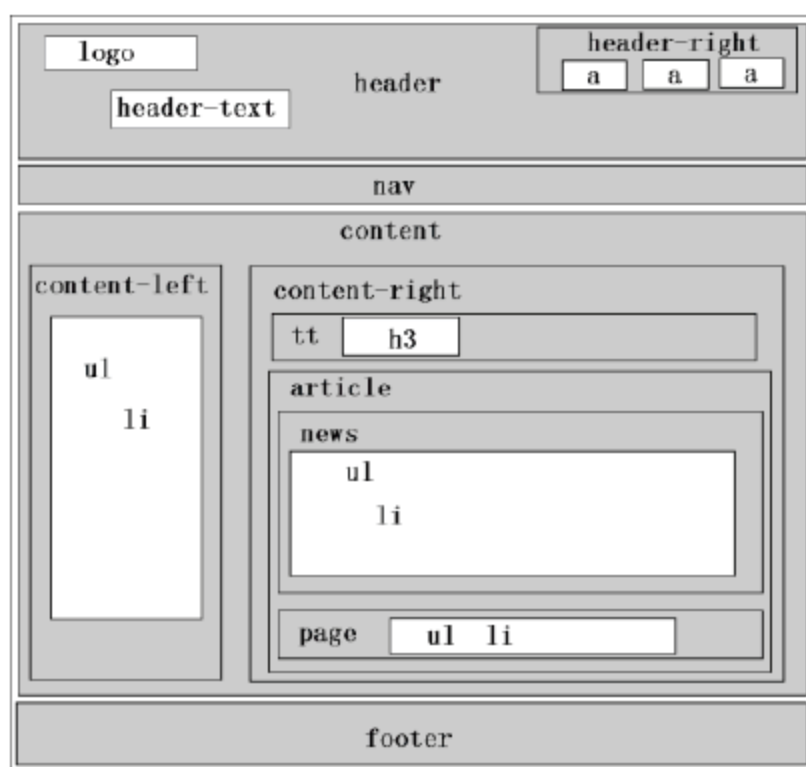 logo
header-text
header
header-right
a a a
nav
content
content-left
ul
li
content-right
tt h3
article
news
ul
li
page ul li
footer